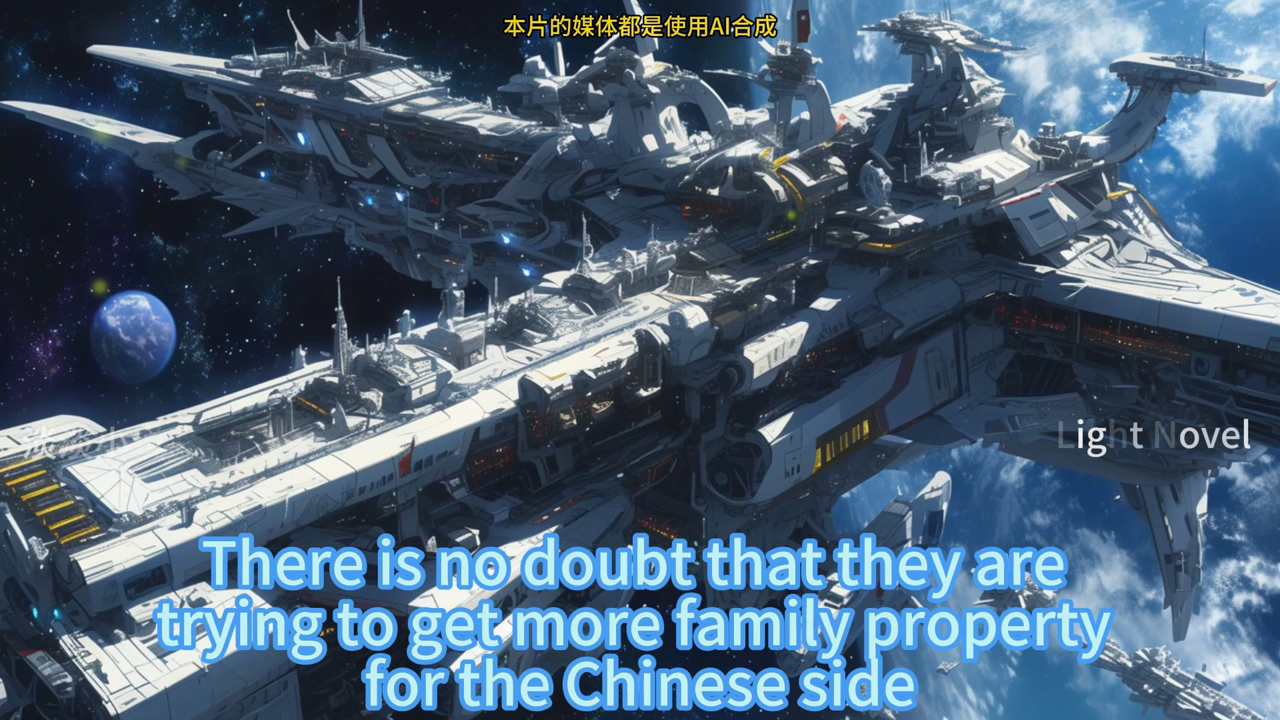 本片的媒体都是使用AI合成
Light Novel
There is no doubt that they are
trying to get more family property
for the Chinese side